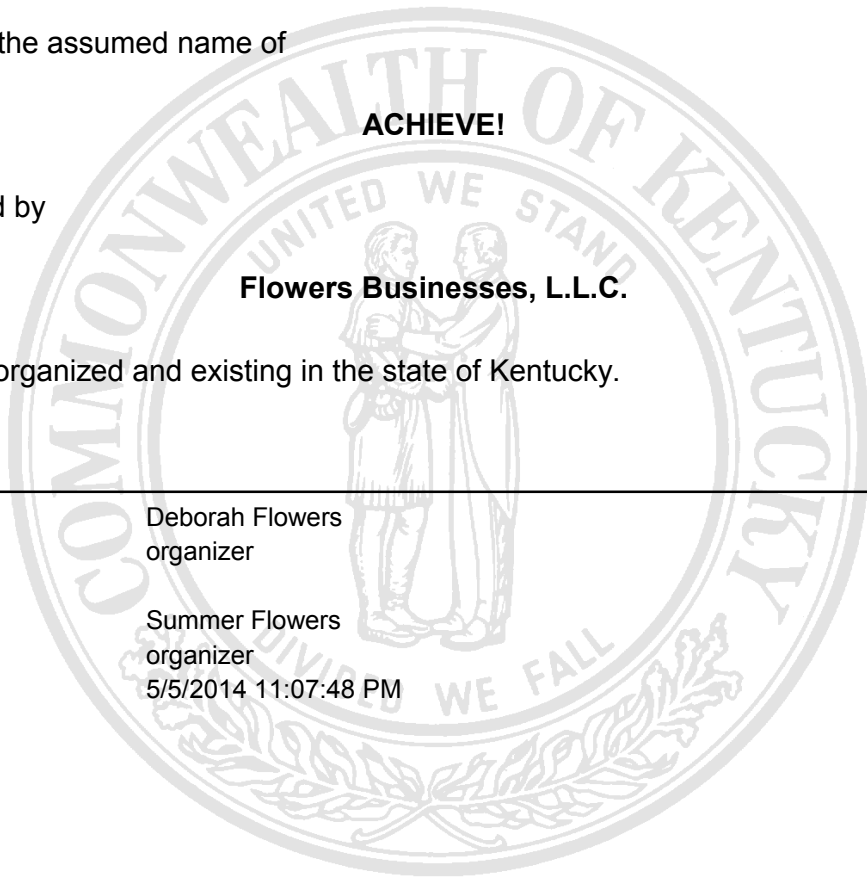 the assumed name of
ACHIEVE!
d by
Flowers Businesses, L.L.C.
organized and existing in the state of Kentucky.
Deborah Flowers
organizer
Summer Flowers
organizer
5/5/2014 11:07:48 PM
COMMONWEALTH OF KENTUCKY
UNITED WE STAND
DIVIDED WE FALL